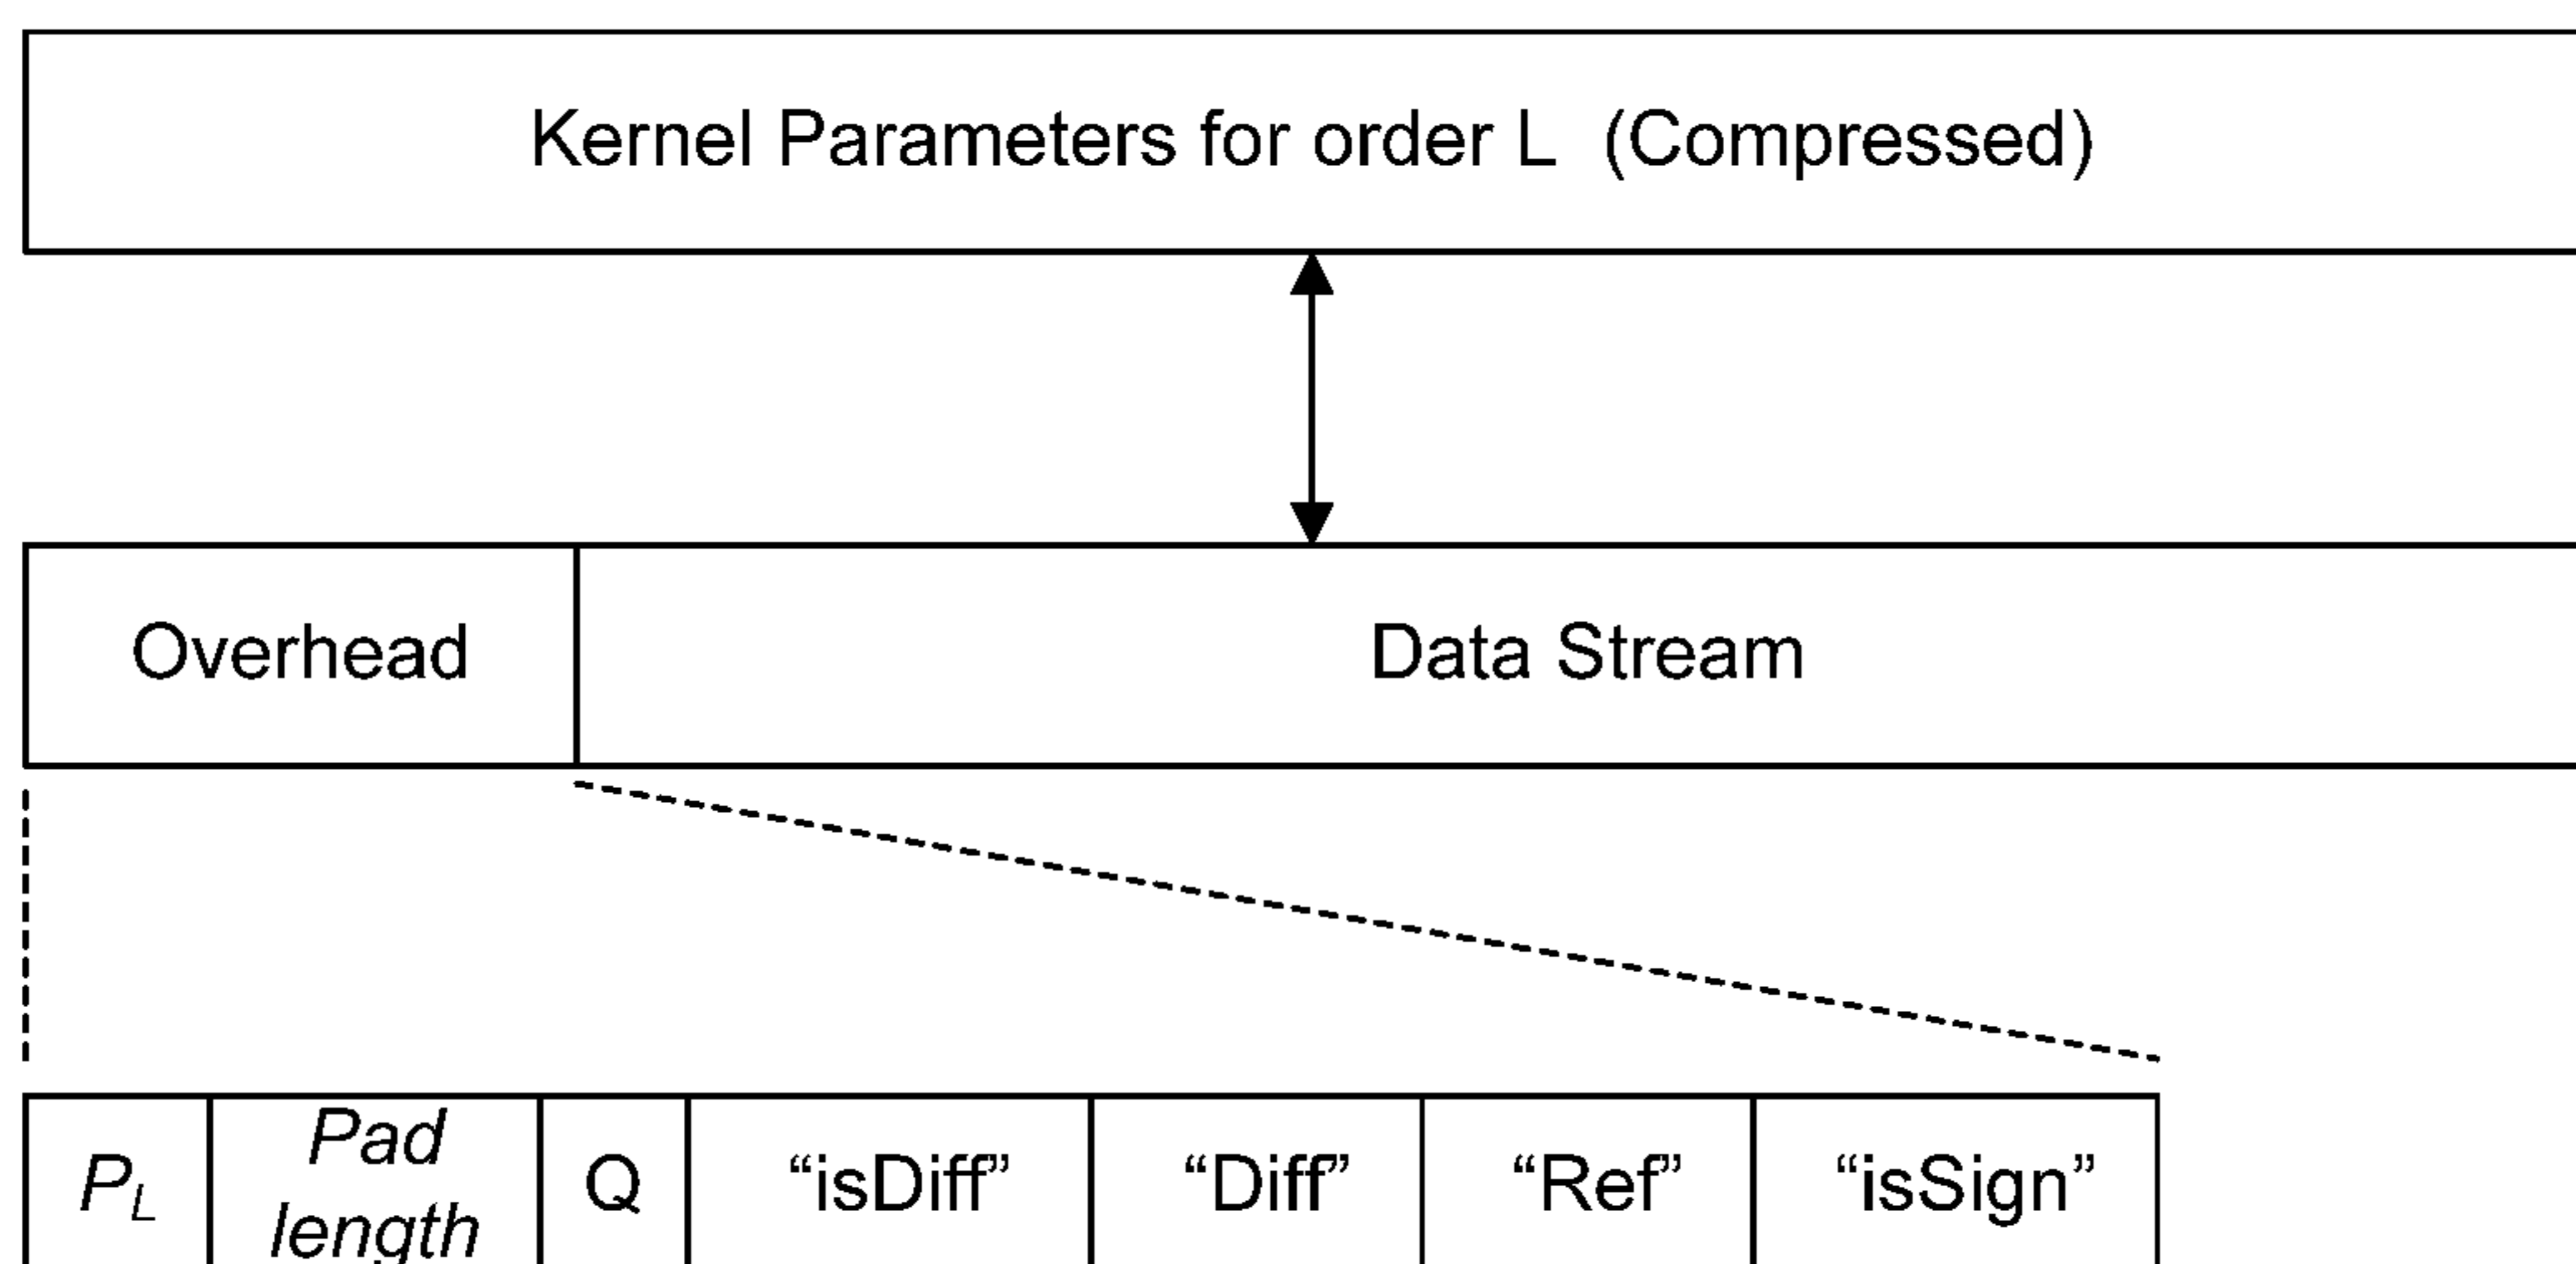 Kernel Parameters for order L (Compressed)
Overhead Data Stream
P_L Pad length Q “isDiff” “Diff” “Ref” “isSign”